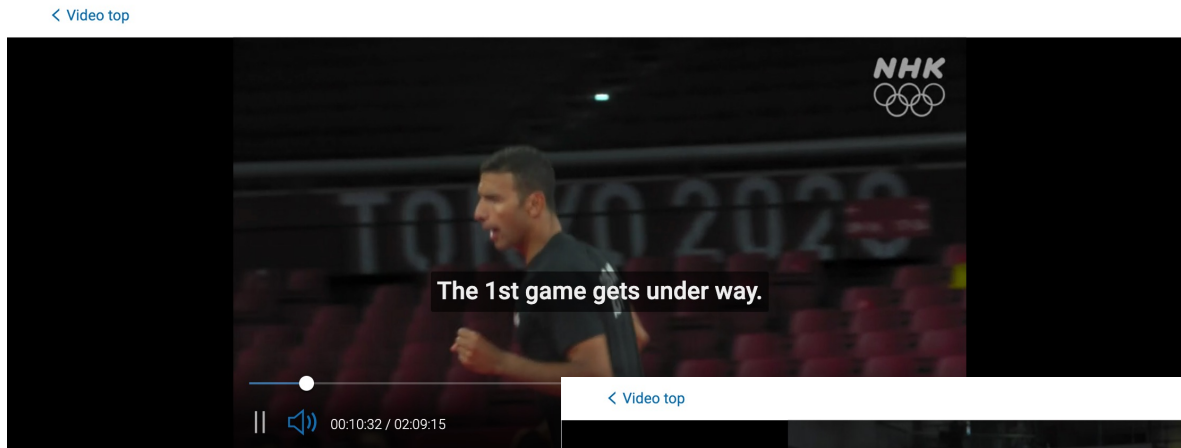 < Video top
NHK
TOKYO 2020
The 1st game gets under way.
00:10:32 / 02:09:15
< Video top